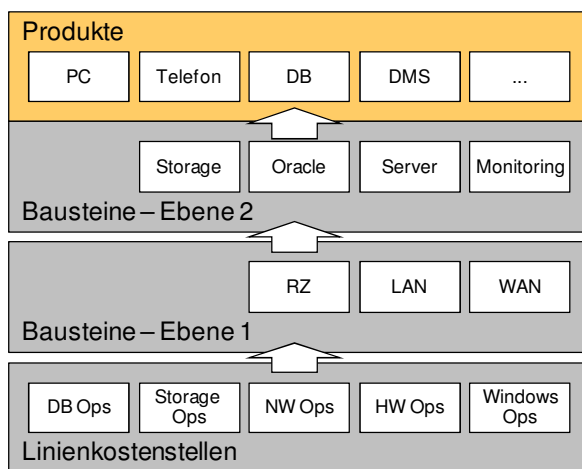 Produkte
PC
Telefon
DB
DMS
...
Storage
Oracle
Server
Monitoring
Bausteine – Ebene 2
RZ
LAN
WAN
Bausteine – Ebene 1
DB Ops
Storage
Ops
NW Ops
HW Ops
Windows
Ops
Linienkostenstellen